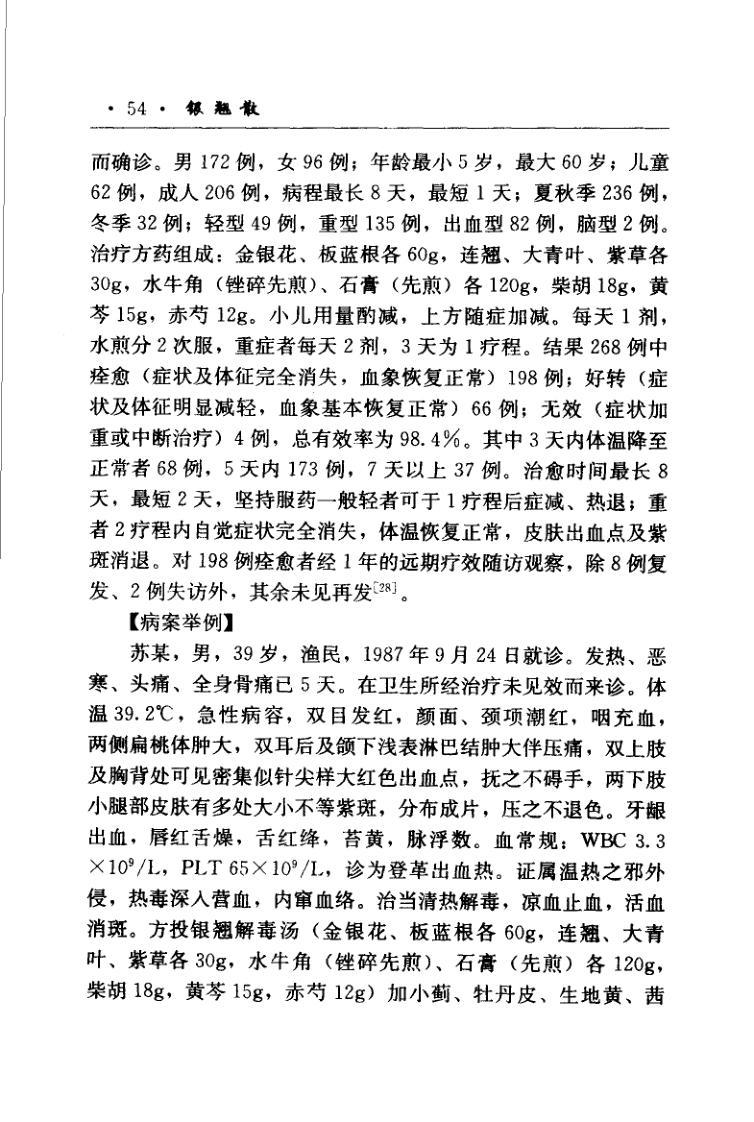 · 54 · 银翘散
而确诊。男 172 例，女 96 例；年龄最小 5 岁，最大 60 岁；儿童
62 例，成人 206 例，病程最长 8 天，最短 1 天；夏秋季 236 例，
冬季 32 例；轻型 49 例，重型 135 例，出血型 82 例，脑型 2 例。
治疗方药组成：金银花、板蓝根各 60g，连翘、大青叶、紫草各
30g，水牛角（锉碎先煎）、石膏（先煎）各 120g，柴胡 18g，黄
芩 15g，赤芍 12g。小儿用量酌减，上方随症加减。每天 1 剂，
水煎分 2 次服，重症者每天 2 剂，3 天为 1 疗程。结果 268 例中
痊愈（症状及体征完全消失，血象恢复正常）198 例；好转（症
状及体征明显减轻，血象基本恢复正常）66 例；无效（症状加
重或中断治疗）4 例，总有效率为 98.4%。其中 3 天内体温降至
正常者 68 例，5 天内 173 例，7 天以上 37 例。治愈时间最长 8
天，最短 2 天，坚持服药一般轻者可于 1 疗程后症减、热退；重
者 2 疗程内自觉症状完全消失，体温恢复正常，皮肤出血点及紫
斑消退。对 198 例痊愈者经 1 年的远期疗效随访观察，除 8 例复
发、2 例失访外，其余未见再发[28]。
【病案举例】
苏某，男，39 岁，渔民，1987 年 9 月 24 日就诊。发热、恶
寒、头痛、全身骨痛已 5 天。在卫生所经治疗未见效而来诊。体
温 39.2℃，急性病容，双目发红，颜面、颈项潮红，咽充血，
两侧扁桃体肿大，双耳后及颌下浅表淋巴结肿大伴压痛，双上肢
及胸背处可见密集似针尖样大红色出血点，抚之不碍手，两下肢
小腿部皮肤有多处大小不等紫斑，分布成片，压之不退色。牙龈
出血，唇红舌燥，舌红绛，苔黄，脉浮数。血常规：WBC 3.3
×10⁹/L，PLT 65×10⁹/L，诊为登革出血热。证属温热之邪外
侵，热毒深入营血，内窜血络。治当清热解毒，凉血止血，活血
消斑。方投银翘解毒汤（金银花、板蓝根各 60g，连翘、大青
叶、紫草各 30g，水牛角（锉碎先煎）、石膏（先煎）各 120g，
柴胡 18g，黄芩 15g，赤芍 12g）加小蓟、牡丹皮、生地黄、茜